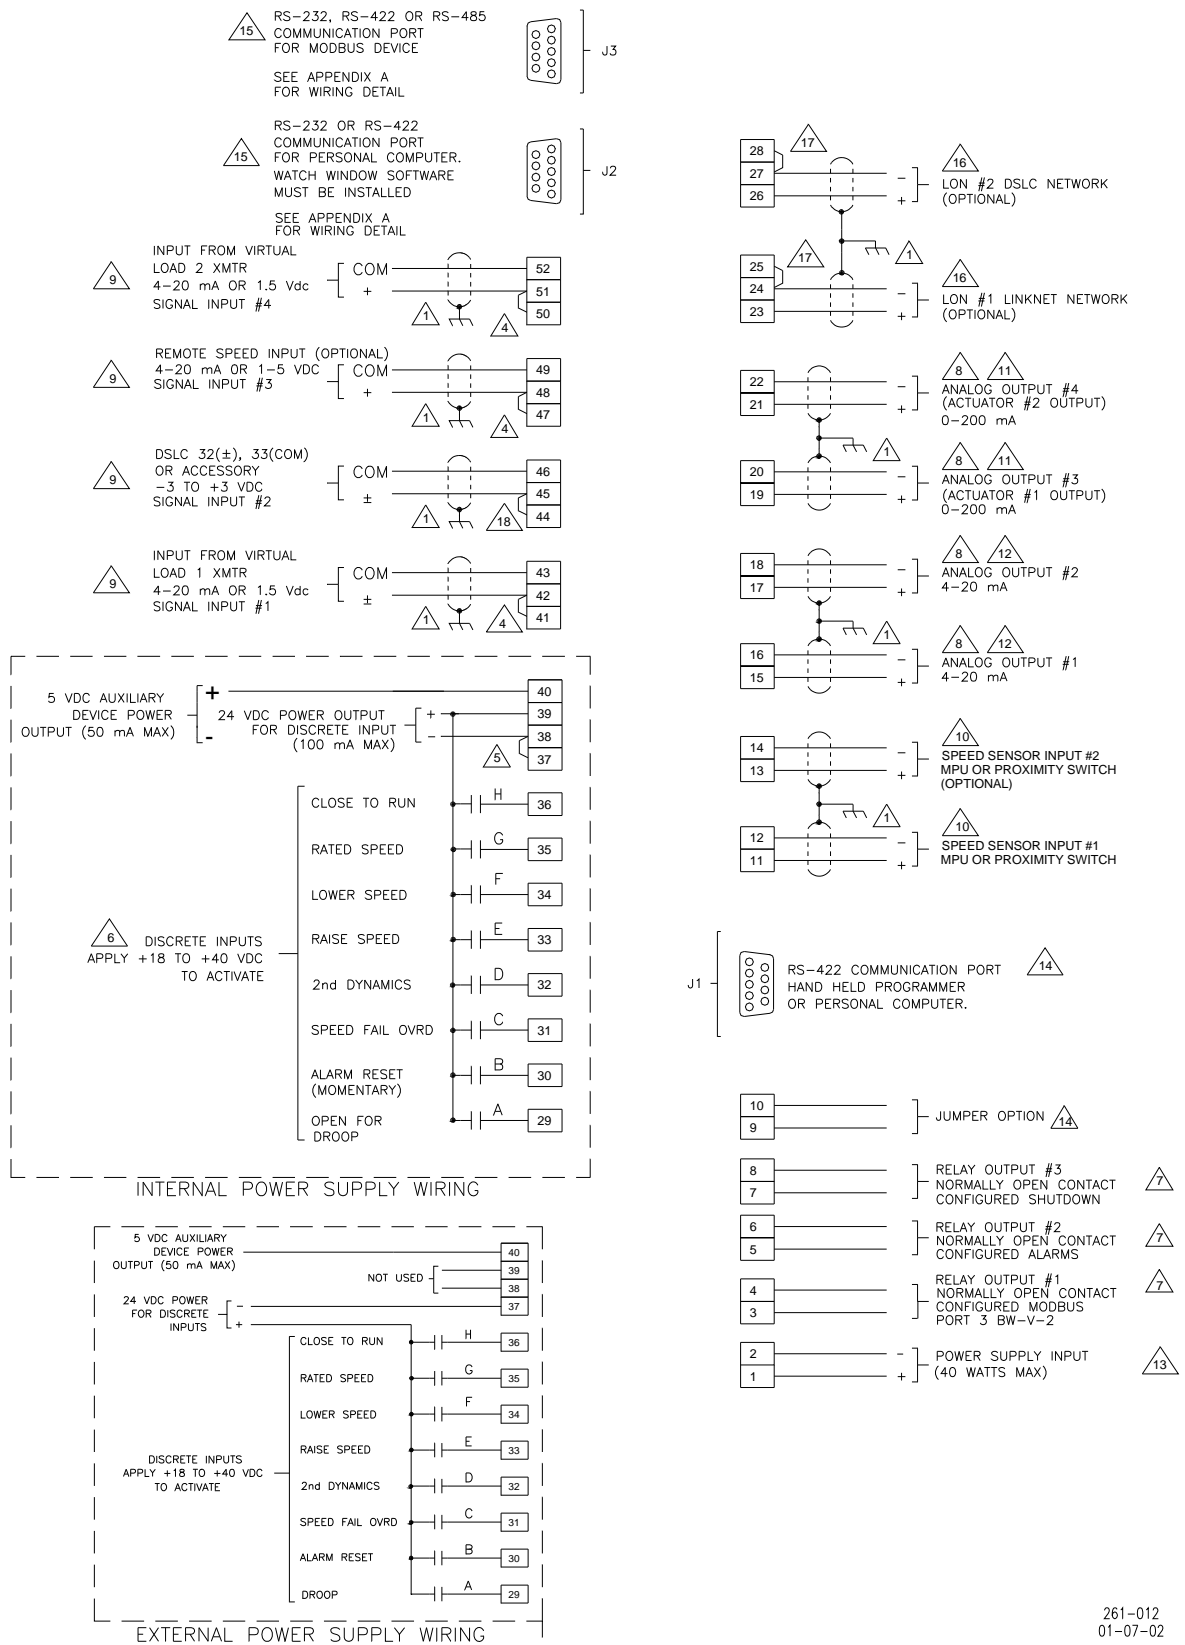 15
RS-232, RS-422 OR RS-485
COMMUNICATION PORT
FOR MODBUS DEVICE
SEE APPENDIX A
FOR WIRING DETAIL
J3
15
RS-232 OR RS-422
COMMUNICATION PORT
FOR PERSONAL COMPUTER.
WATCH WINDOW SOFTWARE
MUST BE INSTALLED
SEE APPENDIX A
FOR WIRING DETAIL
J2
9
INPUT FROM VIRTUAL
LOAD 2 XMTR
4-20 mA OR 1.5 Vdc
SIGNAL INPUT #4
COM
+
1
4
52
51
50
9
REMOTE SPEED INPUT (OPTIONAL)
4-20 mA OR 1-5 VDC
SIGNAL INPUT #3
COM
+
1
4
49
48
47
9
DSLC 32(±), 33(COM)
OR ACCESSORY
-3 TO +3 VDC
SIGNAL INPUT #2
COM
±
1
18
46
45
44
9
INPUT FROM VIRTUAL
LOAD 1 XMTR
4-20 mA OR 1.5 Vdc
SIGNAL INPUT #1
COM
±
1
4
43
42
41
5 VDC AUXILIARY
DEVICE POWER
OUTPUT (50 mA MAX)
+
-
24 VDC POWER OUTPUT
FOR DISCRETE INPUT
(100 mA MAX)
+
-
5
40
39
38
37
6
DISCRETE INPUTS
APPLY +18 TO +40 VDC
TO ACTIVATE
CLOSE TO RUN H 36
RATED SPEED G 35
LOWER SPEED F 34
RAISE SPEED E 33
2nd DYNAMICS D 32
SPEED FAIL OVRD C 31
ALARM RESET B 30
(MOMENTARY)
OPEN FOR A 29
DROOP
INTERNAL POWER SUPPLY WIRING
5 VDC AUXILIARY
DEVICE POWER
OUTPUT (50 mA MAX)
NOT USED
40
39
38
37
24 VDC POWER
FOR DISCRETE
INPUTS
-
+
DISCRETE INPUTS
APPLY +18 TO +40 VDC
TO ACTIVATE
CLOSE TO RUN H 36
RATED SPEED G 35
LOWER SPEED F 34
RAISE SPEED E 33
2nd DYNAMICS D 32
SPEED FAIL OVRD C 31
ALARM RESET B 30
DROOP A 29
EXTERNAL POWER SUPPLY WIRING
28
27
26
17
-
+
16
LON #2 DSLC NETWORK
(OPTIONAL)
1
25
24
23
17
-
+
16
LON #1 LINKNET NETWORK
(OPTIONAL)
22
21
-
+
8 11
ANALOG OUTPUT #4
(ACTUATOR #2 OUTPUT)
0-200 mA
1
20
19
-
+
8 11
ANALOG OUTPUT #3
(ACTUATOR #1 OUTPUT)
0-200 mA
18
17
-
+
8 12
ANALOG OUTPUT #2
4-20 mA
1
16
15
-
+
8 12
ANALOG OUTPUT #1
4-20 mA
14
13
-
+
10
SPEED SENSOR INPUT #2
MPU OR PROXIMITY SWITCH
(OPTIONAL)
1
12
11
-
+
10
SPEED SENSOR INPUT #1
MPU OR PROXIMITY SWITCH
J1
RS-422 COMMUNICATION PORT
HAND HELD PROGRAMMER
OR PERSONAL COMPUTER.
14
10
9
JUMPER OPTION 14
8
7
RELAY OUTPUT #3
NORMALLY OPEN CONTACT
CONFIGURED SHUTDOWN
7
6
5
RELAY OUTPUT #2
NORMALLY OPEN CONTACT
CONFIGURED ALARMS
7
4
3
RELAY OUTPUT #1
NORMALLY OPEN CONTACT
CONFIGURED MODBUS
PORT 3 BW-V-2
7
2
1
-
+
POWER SUPPLY INPUT
(40 WATTS MAX)
13
261-012
01-07-02